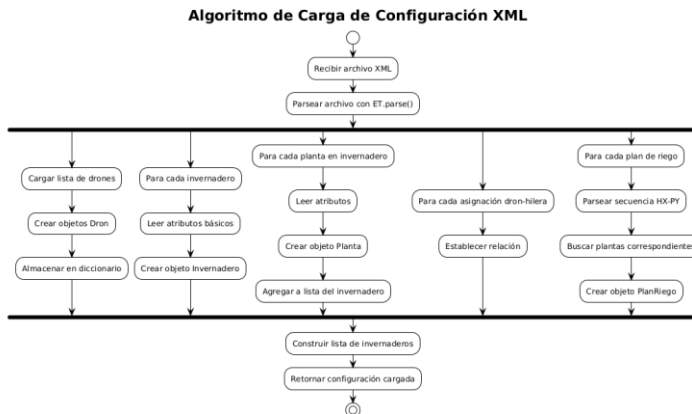 Algoritmo de Carga de Configuración XML
Recibir archivo XML
Parsear archivo con ET.parse()
Cargar lista de drones
Crear objetos Dron
Almacenar en diccionario
Para cada invernadero
Leer atributos básicos
Crear objeto Invernadero
Para cada planta en invernadero
Leer atributos
Crear objeto Planta
Agregar a lista del invernadero
Para cada asignación dron-hilera
Establecer relación
Para cada plan de riego
Parsear secuencia HX-PY
Buscar plantas correspondientes
Crear objeto PlanRiego
Construir lista de invernaderos
Retornar configuración cargada